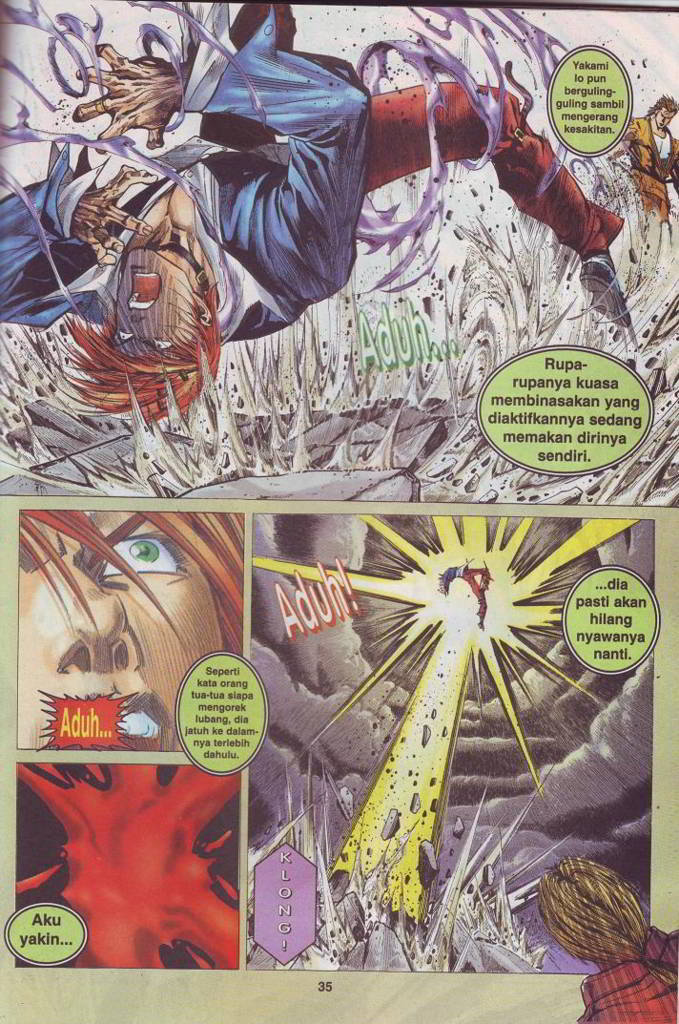 Yakami
Io pun
berguling-
guling sambil
mengerang
kesakitan.
Aduh...
Rupa-
rupanya kuasa
membinasakan yang
diaktifkannya sedang
memakan dirinya
sendiri.
Aduh...
Seperti
kata orang
tua-tua siapa
mengorek
lubang, dia
jatuh ke dalam-
nya terlebih
dahulu.
Aku
yakin...
Aduh!
...dia
pasti akan
hilang
nyawanya
nanti.
KLONG!
35